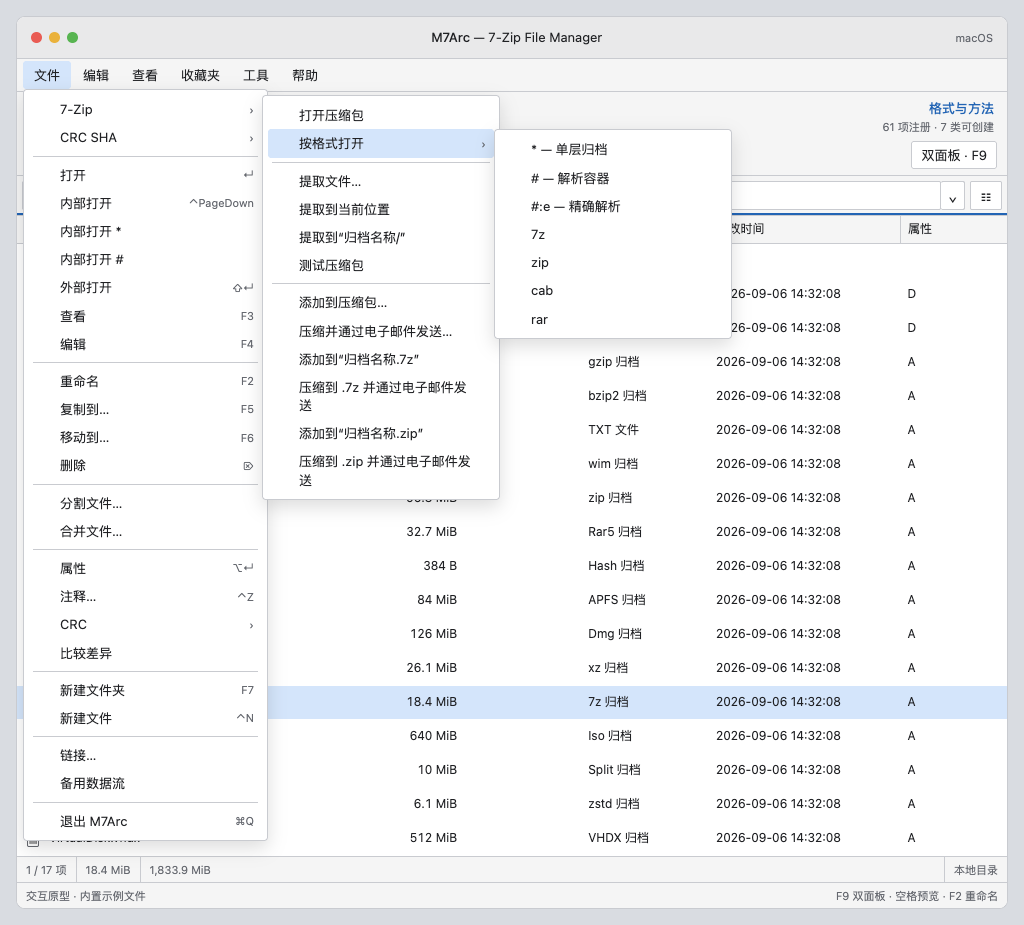 M7Arc — 7-Zip File Manager
macOS
文件 编辑 查看 收藏夹 工具 帮助
格式与方法
61 项注册 · 7 类可创建
双面板 · F9
7-Zip ›
CRC SHA ›
打开 ↵
内部打开 ^PageDown
内部打开 *
内部打开 #
外部打开 ⇧↵
查看 F3
编辑 F4
重命名 F2
复制到... F5
移动到... F6
删除 ⌦
分割文件...
合并文件...
属性 ⌥↵
注释... ^Z
CRC ›
比较差异
新建文件夹 F7
新建文件 ^N
链接...
备用数据流
退出 M7Arc ⌘Q
打开压缩包
按格式打开 ›
提取文件...
提取到当前位置
提取到“归档名称/”
测试压缩包
添加到压缩包...
压缩并通过电子邮件发送...
添加到“归档名称.7z”
压缩到 .7z 并通过电子邮件发
送
添加到“归档名称.zip”
压缩到 .zip 并通过电子邮件发
送
* — 单层归档
# — 解析容器
#:e — 精确解析
7z
zip
cab
rar
改时间 属性
26-09-06 14:32:08 D
26-09-06 14:32:08 D
gzip 归档 2026-09-06 14:32:08 A
bzip2 归档 2026-09-06 14:32:08 A
TXT 文件 2026-09-06 14:32:08 A
wim 归档 2026-09-06 14:32:08 A
zip 归档 2026-09-06 14:32:08 A
32.7 MiB Rar5 归档 2026-09-06 14:32:08 A
384 B Hash 归档 2026-09-06 14:32:08 A
84 MiB APFS 归档 2026-09-06 14:32:08 A
126 MiB Dmg 归档 2026-09-06 14:32:08 A
26.1 MiB xz 归档 2026-09-06 14:32:08 A
18.4 MiB 7z 归档 2026-09-06 14:32:08 A
640 MiB Iso 归档 2026-09-06 14:32:08 A
10 MiB Split 归档 2026-09-06 14:32:08 A
6.1 MiB zstd 归档 2026-09-06 14:32:08 A
512 MiB VHDX 归档 2026-09-06 14:32:08 A
1 / 17 项 18.4 MiB 1,833.9 MiB 本地目录
交互原型 · 内置示例文件 F9 双面板 · 空格预览 · F2 重命名